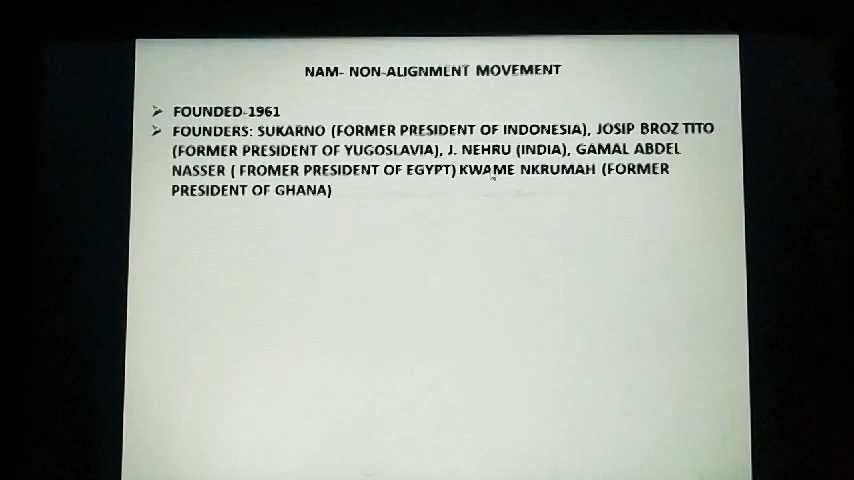 NAM- NON-ALIGNMENT MOVEMENT
➢ FOUNDED-1961
➢ FOUNDERS: SUKARNO (FORMER PRESIDENT OF INDONESIA), JOSIP BROZ TITO
(FORMER PRESIDENT OF YUGOSLAVIA), J. NEHRU (INDIA), GAMAL ABDEL
NASSER ( FROMER PRESIDENT OF EGYPT) KWAME NKRUMAH (FORMER
PRESIDENT OF GHANA)